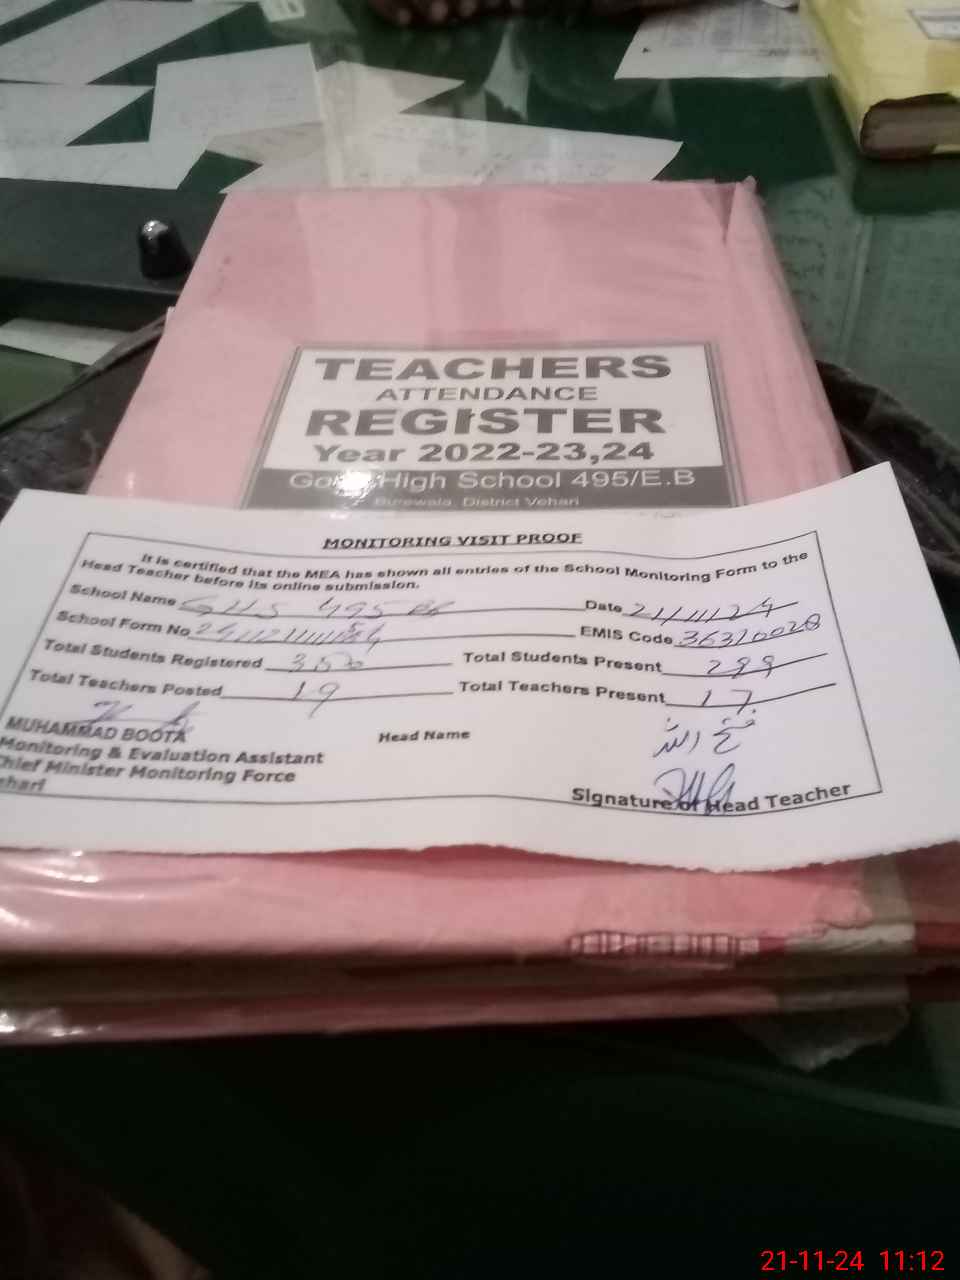 TEACHERS
ATTENDANCE
REGISTER
Year 2022-23,24
High School 495/E.B
Burewala, District Vehari
MONITORING VISIT PROOF
It is certified that the MEA has shown all entries of the School Monitoring Form to the
Head Teacher before its online submission.
School Name GHS 495 EB Date 21/11/24
School Form No EMIS Code 36310028
Total Students Registered Total Students Present 299
Total Teachers Posted 19 Total Teachers Present 17
MUHAMMAD BOOTA
Monitoring & Evaluation Assistant Head Name فتح اللہ
Chief Minister Monitoring Force
Signature of Head Teacher
21-11-24 11:12